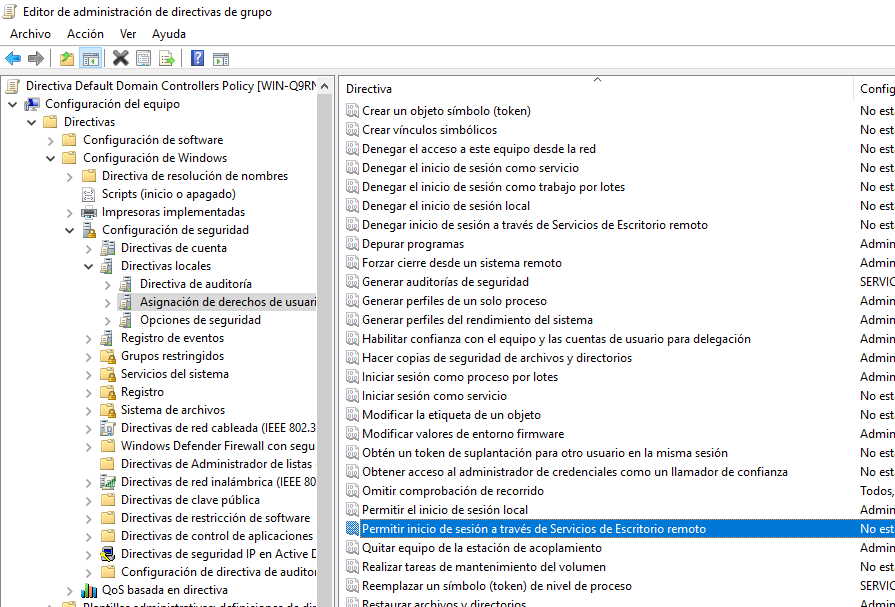 Editor de administración de directivas de grupo
Archivo Acción Ver Ayuda
Directiva Default Domain Controllers Policy [WIN-Q9RN
Configuración del equipo
Directivas
Configuración de software
Configuración de Windows
Directiva de resolución de nombres
Scripts (inicio o apagado)
Impresoras implementadas
Configuración de seguridad
Directivas de cuenta
Directivas locales
Directiva de auditoría
Asignación de derechos de usuari
Opciones de seguridad
Registro de eventos
Grupos restringidos
Servicios del sistema
Registro
Sistema de archivos
Directivas de red cableada (IEEE 802.3
Windows Defender Firewall con segu
Directivas de Administrador de listas
Directivas de red inalámbrica (IEEE 80
Directivas de clave pública
Directivas de restricción de software
Directivas de control de aplicaciones
Directivas de seguridad IP en Active D
Configuración de directiva de auditor
QoS basada en directiva
Plantillas administrativas: definiciones de di
Directiva Config
Crear un objeto símbolo (token) No est
Crear vínculos simbólicos No est
Denegar el acceso a este equipo desde la red No est
Denegar el inicio de sesión como servicio No est
Denegar el inicio de sesión como trabajo por lotes No est
Denegar el inicio de sesión local No est
Denegar inicio de sesión a través de Servicios de Escritorio remoto No est
Depurar programas Admin
Forzar cierre desde un sistema remoto Admin
Generar auditorías de seguridad SERVIC
Generar perfiles de un solo proceso Admin
Generar perfiles del rendimiento del sistema Admin
Habilitar confianza con el equipo y las cuentas de usuario para delegación Admin
Hacer copias de seguridad de archivos y directorios Admin
Iniciar sesión como proceso por lotes Admin
Iniciar sesión como servicio No est
Modificar la etiqueta de un objeto No est
Modificar valores de entorno firmware Admin
Obtén un token de suplantación para otro usuario en la misma sesión No est
Obtener acceso al administrador de credenciales como un llamador de confianza No est
Omitir comprobación de recorrido Todos,
Permitir el inicio de sesión local Admin
Permitir inicio de sesión a través de Servicios de Escritorio remoto No est
Quitar equipo de la estación de acoplamiento Admin
Realizar tareas de mantenimiento del volumen No est
Reemplazar un símbolo (token) de nivel de proceso SERVIC
Restaurar archivos y directorios Admin